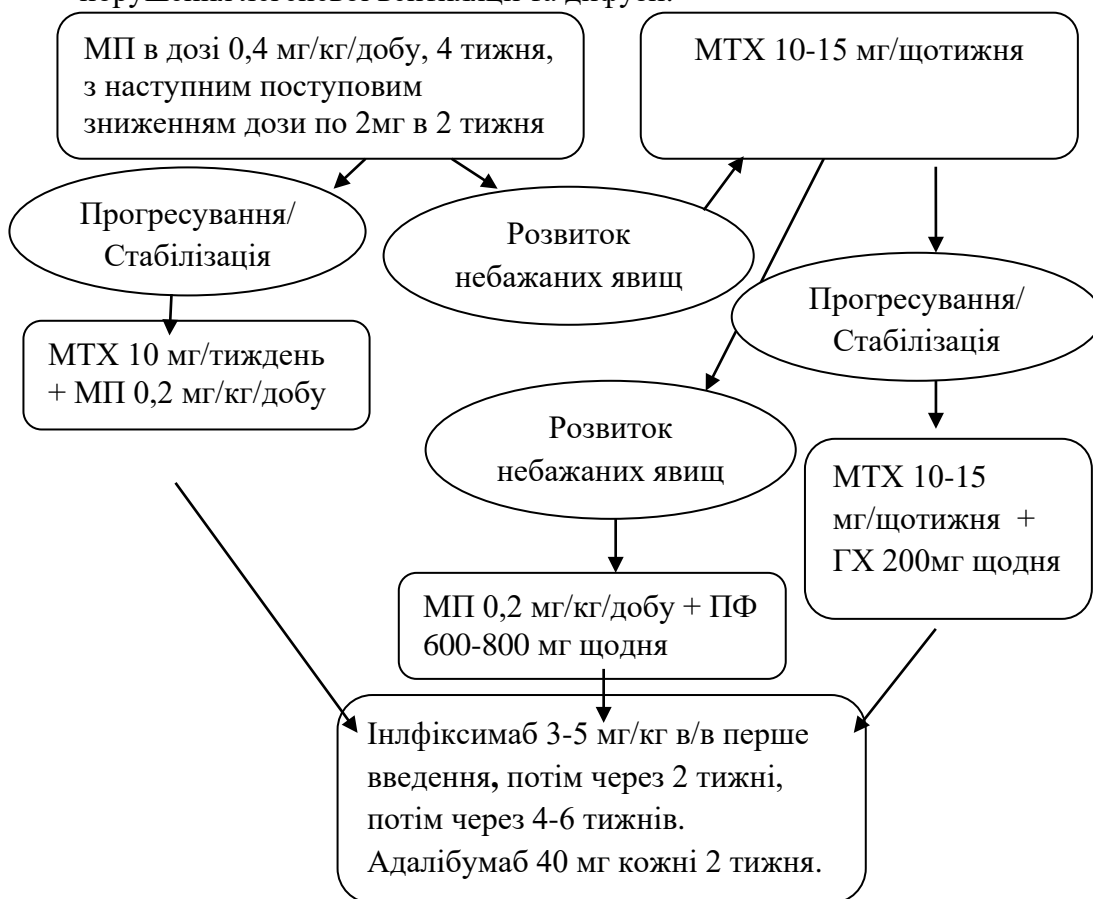 порушення легеневої вентиляції та дифузії.
МП в дозі 0,4 мг/кг/добу, 4 тижня,
з наступним поступовим
зниженням дози по 2мг в 2 тижня
МТХ 10-15 мг/щотижня
Прогресування/
Стабілізація
Розвиток
небажаних явищ
Прогресування/
Стабілізація
МТХ 10 мг/тиждень
+ МП 0,2 мг/кг/добу
Розвиток
небажаних явищ
МТХ 10-15
мг/щотижня +
ГХ 200мг щодня
МП 0,2 мг/кг/добу + ПФ
600-800 мг щодня
Інлфіксимаб 3-5 мг/кг в/в перше
введення, потім через 2 тижні,
потім через 4-6 тижнів.
Адалібумаб 40 мг кожні 2 тижня.